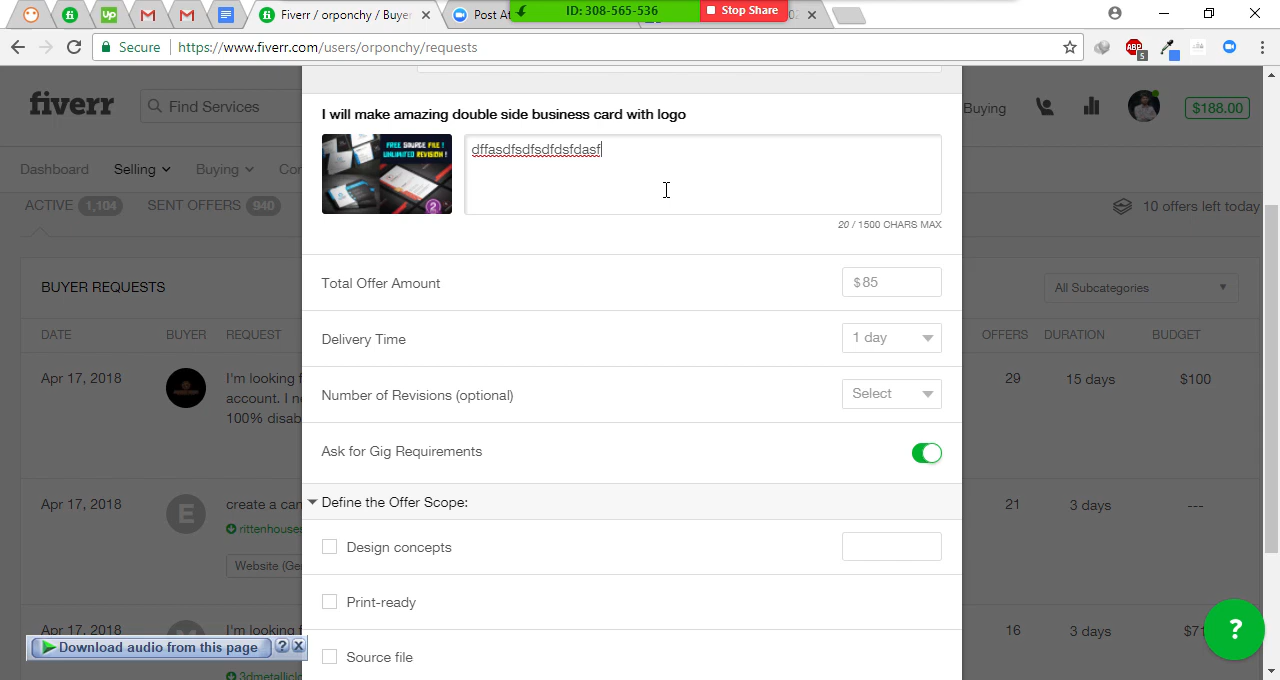 Fiverr / orponchy / Buyer
Post At
ID: 308-565-536
Stop Share
Secure
https://www.fiverr.com/users/orponchy/requests
ABP
5
fiverr
Find Services
Buying
$188.00
Dashboard
Selling
Buying
ACTIVE 1,104
SENT OFFERS 940
10 offers left today
I will make amazing double side business card with logo
FREE SOURCE FILE !
UNLIMITED REVISION !
2
dffasdfsdfsdfdsfdasf
20 / 1500 CHARS MAX
Total Offer Amount
$ 85
Delivery Time
1 day
Number of Revisions (optional)
Select
Ask for Gig Requirements
Define the Offer Scope:
Design concepts
Print-ready
Source file
BUYER REQUESTS
All Subcategories
DATE
BUYER
REQUEST
OFFERS
DURATION
BUDGET
Apr 17, 2018
I'm looking f
account. I n
100% disab
29
15 days
$100
Apr 17, 2018
E
create a car
rittenhouse
Website (Ge
21
3 days
---
Apr 17, 2018
I'm looking f
3dmetallicl
16
3 days
$71
Download audio from this page
?
X
?